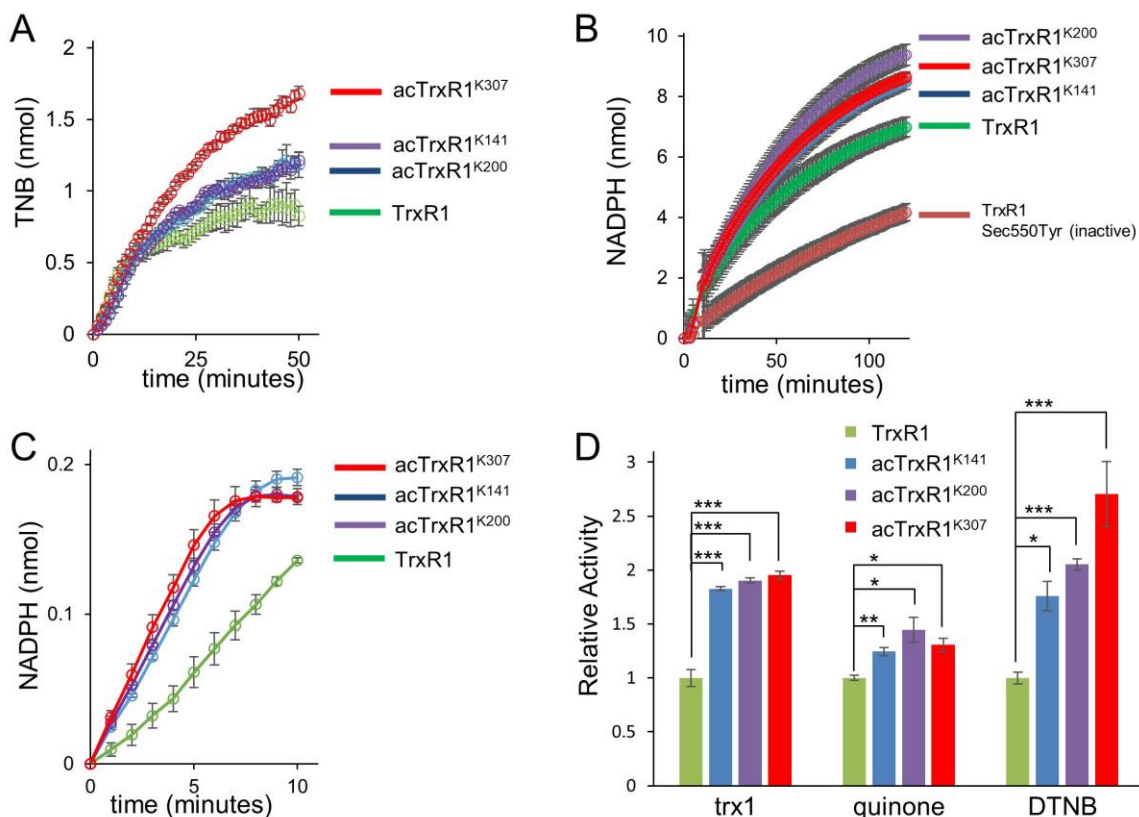 A
TNB (nmol)
2
1.5
1
0.5
0
0
25
50
time (minutes)
acTrxR1ᴷ³⁰⁷
acTrxR1ᴷ¹⁴¹
acTrxR1ᴷ²⁰⁰
TrxR1
B
NADPH (nmol)
10
8
6
4
2
0
0
50
100
time (minutes)
acTrxR1ᴷ²⁰⁰
acTrxR1ᴷ³⁰⁷
acTrxR1ᴷ¹⁴¹
TrxR1
TrxR1
Sec550Tyr (inactive)
C
NADPH (nmol)
0.2
0.1
0
0
5
10
time (minutes)
acTrxR1ᴷ³⁰⁷
acTrxR1ᴷ¹⁴¹
acTrxR1ᴷ²⁰⁰
TrxR1
D
TrxR1
acTrxR1ᴷ¹⁴¹
acTrxR1ᴷ²⁰⁰
acTrxR1ᴷ³⁰⁷
Relative Activity
3
2.5
2
1.5
1
0.5
0
***
***
***
*
*
**
***
***
*
trx1
quinone
DTNB